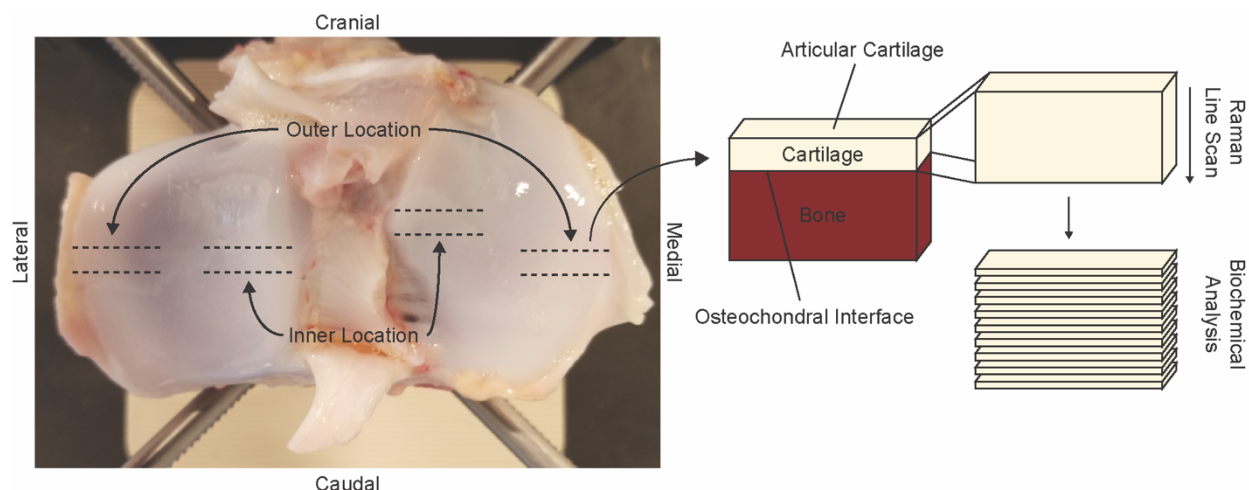 Cranial
Outer Location
Lateral
Medial
Inner Location
Caudal
Articular Cartilage
Cartilage
Bone
Osteochondral Interface
Raman
Line Scan
Biochemical
Analysis